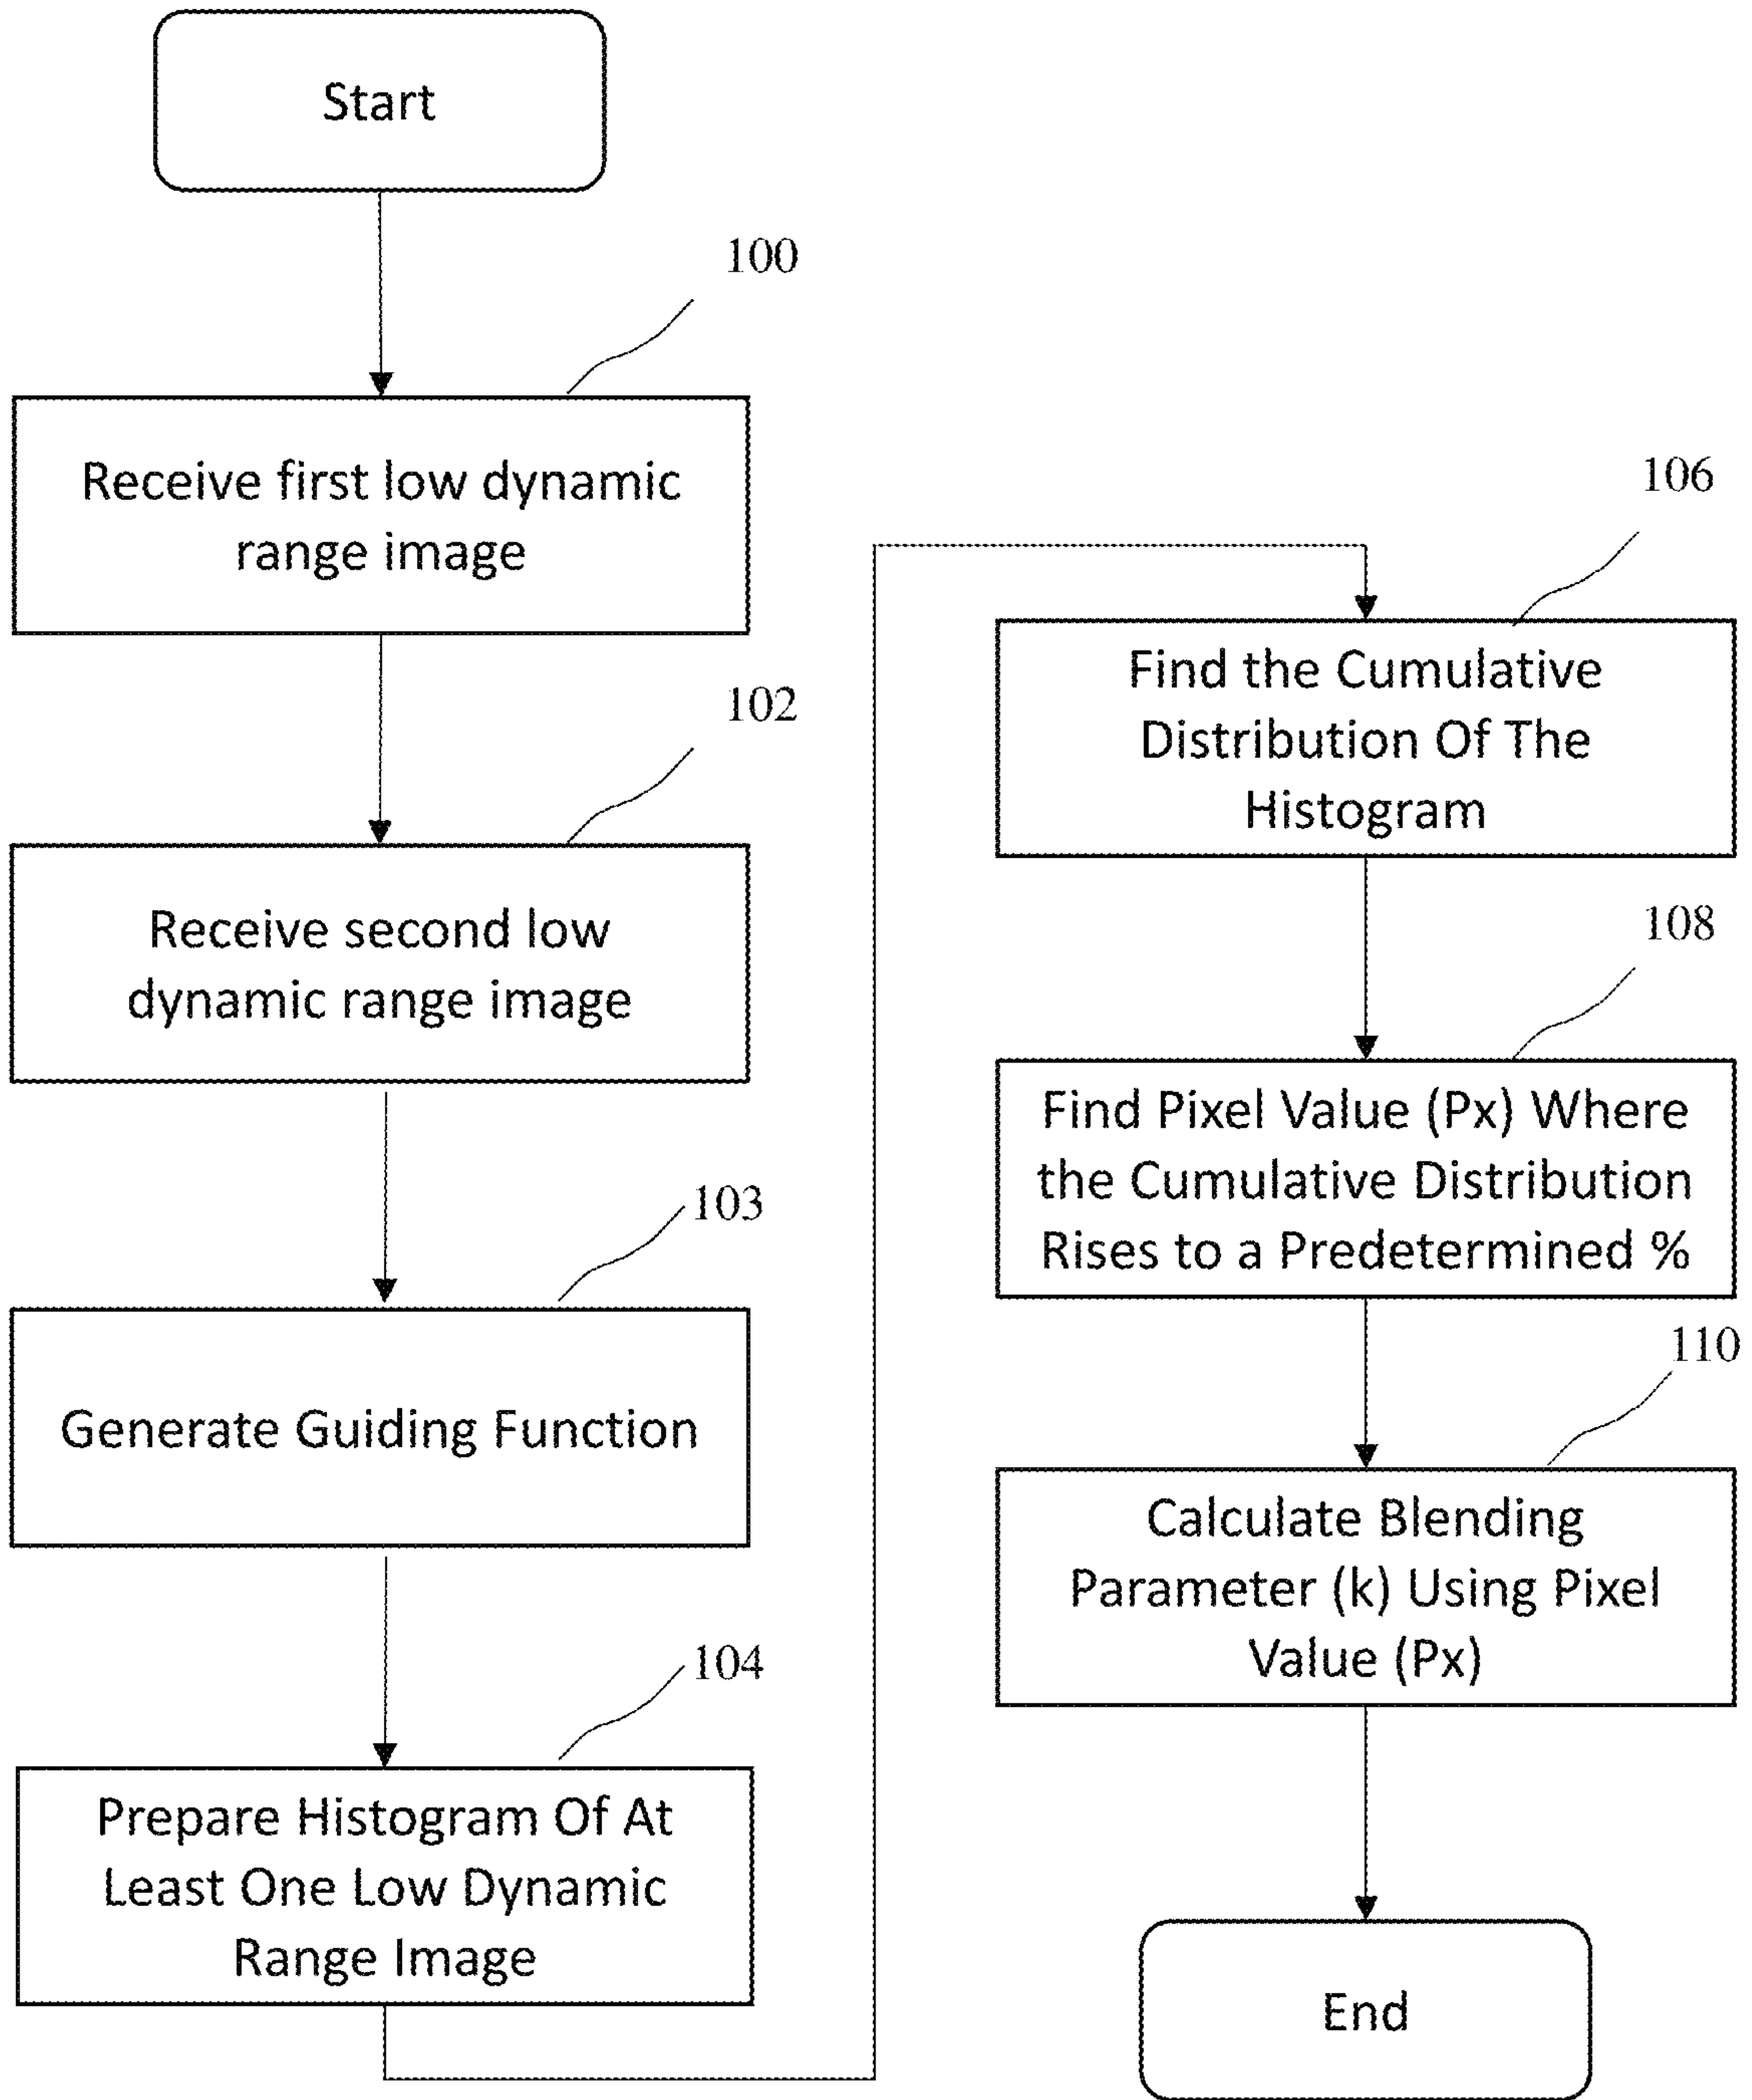 Start
100
Receive first low dynamic
range image
102
Receive second low
dynamic range image
103
Generate Guiding Function
104
Prepare Histogram Of At
Least One Low Dynamic
Range Image
106
Find the Cumulative
Distribution Of The
Histogram
108
Find Pixel Value (Px) Where
the Cumulative Distribution
Rises to a Predetermined %
110
Calculate Blending
Parameter (k) Using Pixel
Value (Px)
End